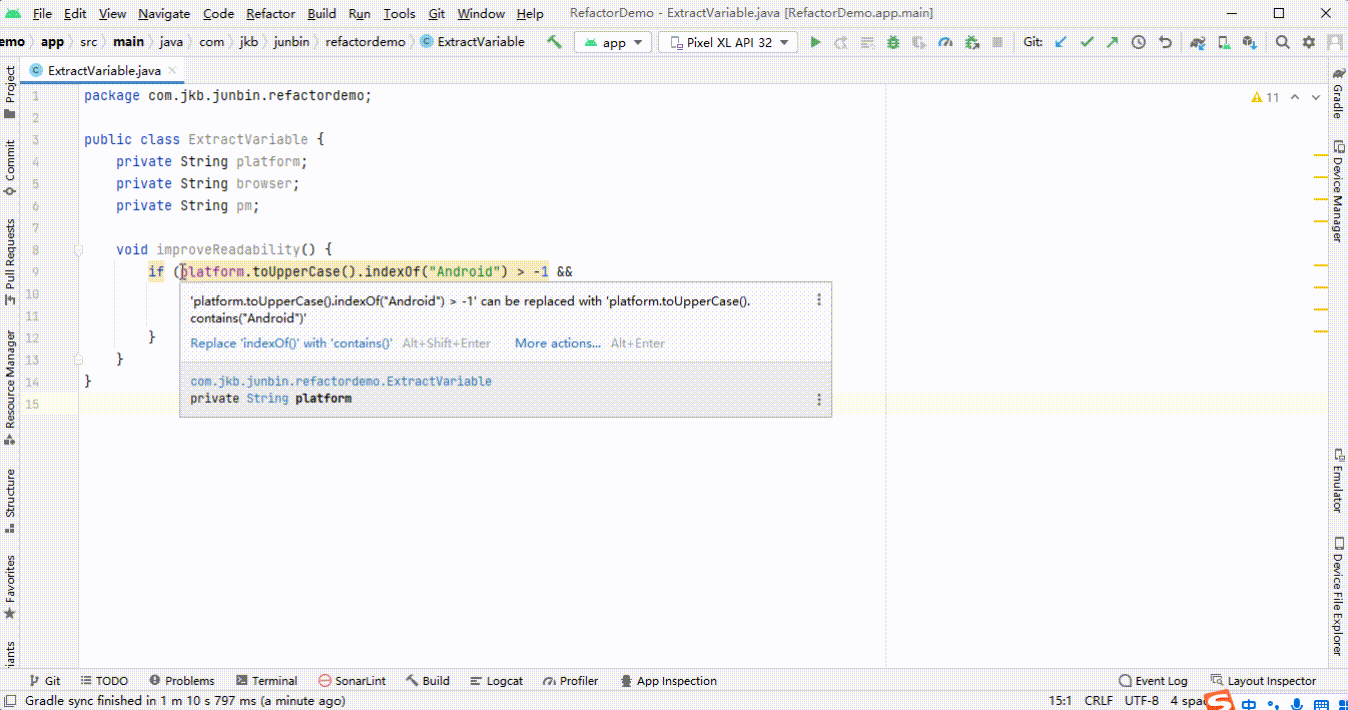 File Edit View Navigate Code Refactor Build Run Tools Git Window Help RefactorDemo - ExtractVariable.java [RefactorDemo.app.main]
emo app src main java com jkb junbin refactordemo ExtractVariable app Pixel XL API 32 Git:
ExtractVariable.java
11
1 package com.jkb.junbin.refactordemo;
2
3 public class ExtractVariable {
4 private String platform;
5 private String browser;
6 private String pm;
7
8 void improveReadability() {
9 if (platform.toUpperCase().indexOf("Android") > -1 &&
10
11
12 }
13 }
14 }
15
'platform.toUpperCase().indexOf("Android") > -1' can be replaced with 'platform.toUpperCase().
contains("Android")'
Replace 'indexOf()' with 'contains()' Alt+Shift+Enter More actions... Alt+Enter
com.jkb.junbin.refactordemo.ExtractVariable
private String platform
Project
Commit
Pull Requests
Resource Manager
Structure
Favorites
iants
Gradle
Device Manager
Emulator
Device File Explorer
Git TODO Problems Terminal SonarLint Build Logcat Profiler App Inspection Event Log Layout Inspector
Gradle sync finished in 1 m 10 s 797 ms (a minute ago) 15:1 CRLF UTF-8 4 spac
S 中